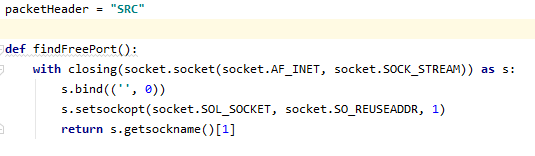 packetHeader = "SRC"
def findFreePort():
    with closing(socket.socket(socket.AF_INET, socket.SOCK_STREAM)) as s:
        s.bind(('', 0))
        s.setsockopt(socket.SOL_SOCKET, socket.SO_REUSEADDR, 1)
        return s.getsockname()[1]